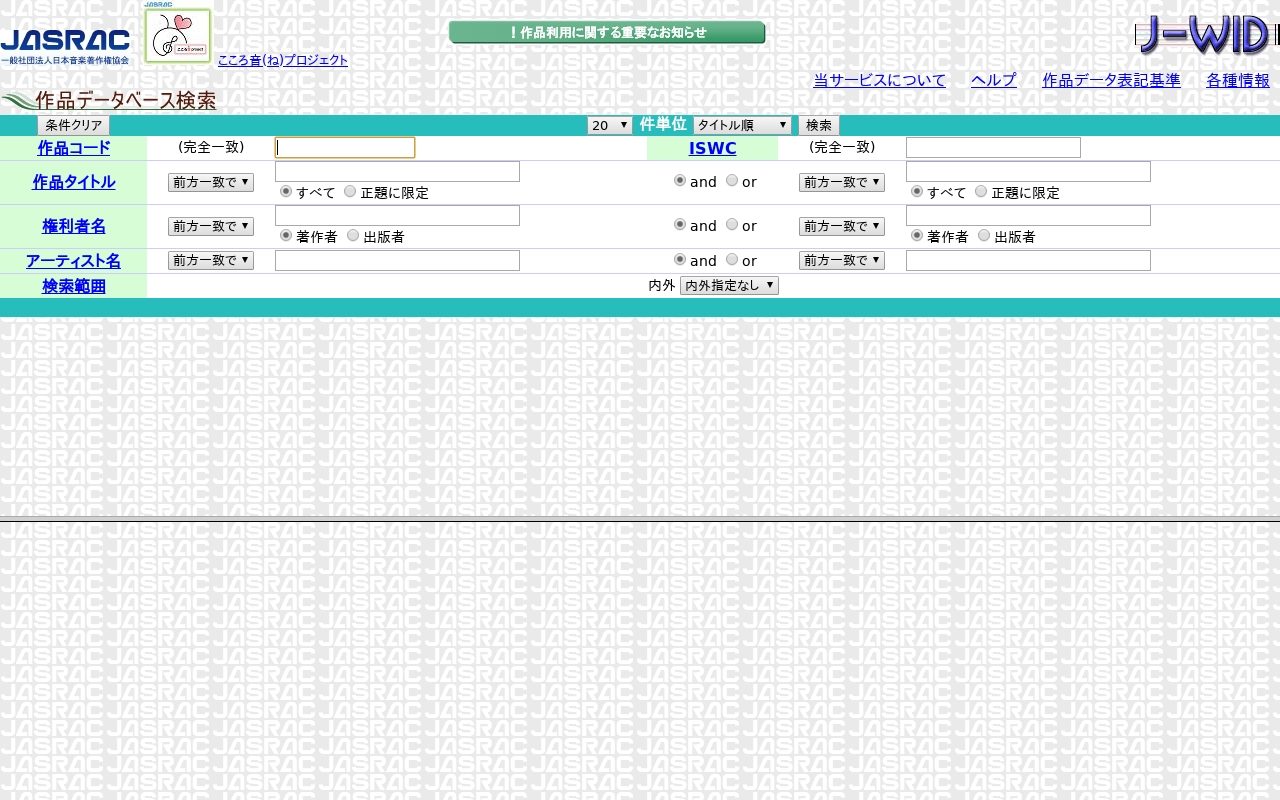 JASRAC
一般社団法人日本音楽著作権協会
JASRAC
こころ音(ね)プロジェクト
！作品利用に関する重要なお知らせ
J-WID
当サービスについて ヘルプ 作品データ表記基準 各種情報
作品データベース検索
条件クリア 20 件単位 タイトル順 検索
作品コード (完全一致) ISWC (完全一致)
作品タイトル 前方一致で すべて 正題に限定 and or 前方一致で すべて 正題に限定
権利者名 前方一致で 著作者 出版者 and or 前方一致で 著作者 出版者
アーティスト名 前方一致で and or 前方一致で
検索範囲 内外 内外指定なし